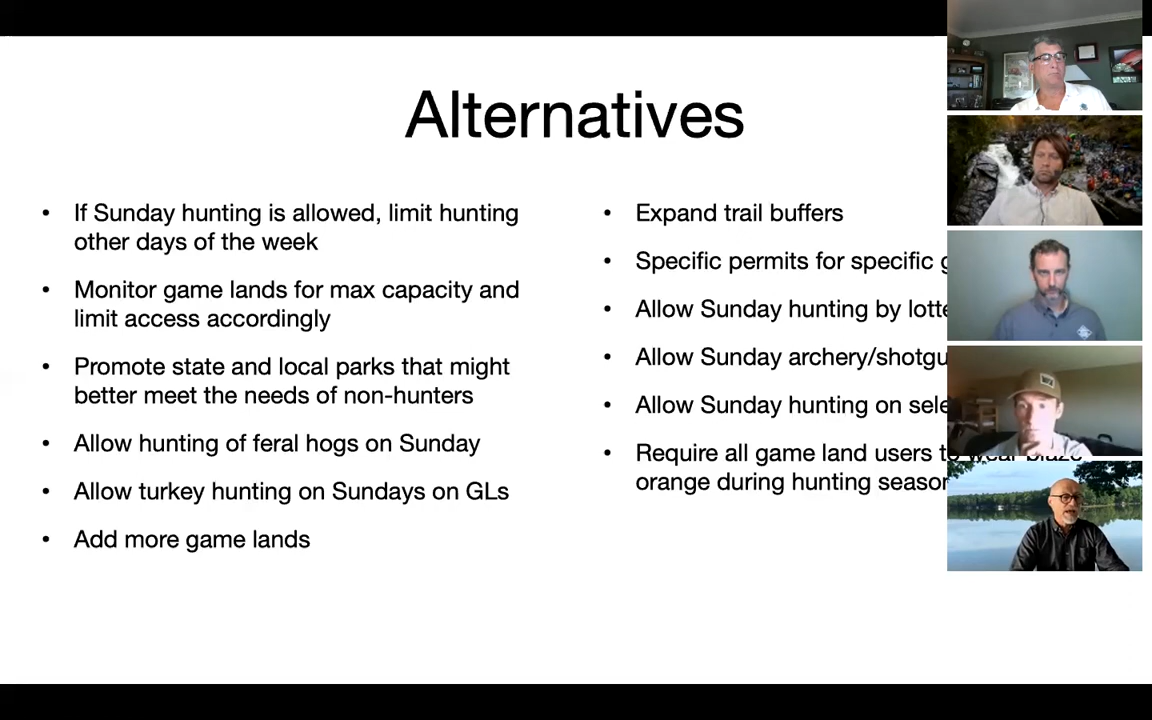 Alternatives
• If Sunday hunting is allowed, limit hunting
other days of the week
• Monitor game lands for max capacity and
limit access accordingly
• Promote state and local parks that might
better meet the needs of non-hunters
• Allow hunting of feral hogs on Sunday
• Allow turkey hunting on Sundays on GLs
• Add more game lands
• Expand trail buffers
• Specific permits for specific
• Allow Sunday hunting by
• Allow Sunday
• Allow Sunday hunting on
• Require all game land users to wear blaze
orange during hunting